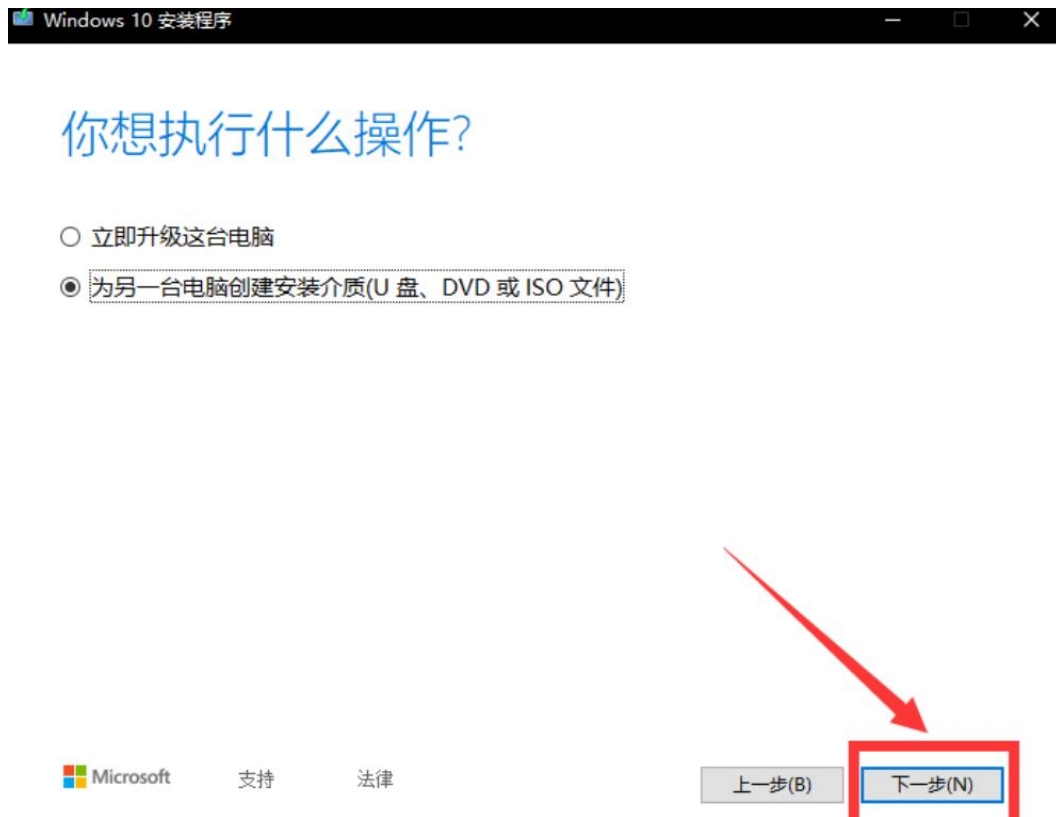 Windows 10 安装程序
你想执行什么操作?
立即升级这台电脑
为另一台电脑创建安装介质(U 盘、DVD 或 ISO 文件)
Microsoft 支持 法律 上一步(B) 下一步(N)